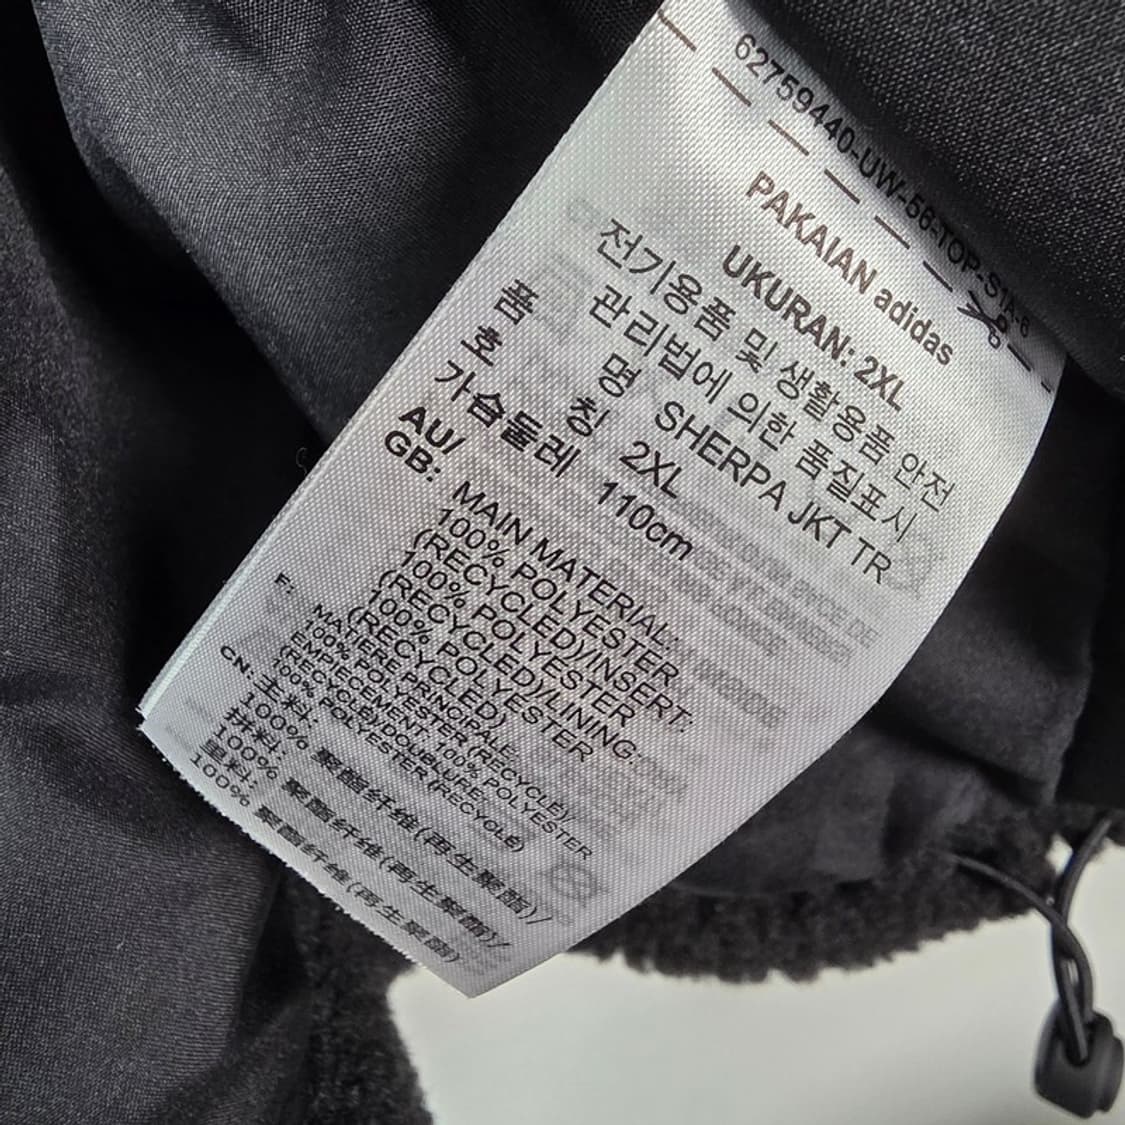 62759440-UW-56-TOP-S1A-6
PAKAIAN adidas
UKURAN: 2XL
전기용품 및 생활용품 안전
관리법에 의한 품질표시
품 명 SHERPA JKT TR
호 칭 2XL
가슴둘레 110cm
AU/
GB: MAIN MATERIAL:
100% POLYESTER
(RECYCLED)/INSERT:
100% POLYESTER
(RECYCLED)/LINING:
100% POLYESTER
(RECYCLED)
F: MATIERE PRINCIPALE:
100% POLYESTER (RECYCLÉ)/
EMPIECEMENT: 100% POLYESTER
(RECYCLÉ)/DOUBLURE:
100% POLYESTER (RECYCLÉ)
CN: 主料:
100% 聚酯纤维(再生聚酯)/
拼料:
100% 聚酯纤维(再生聚酯)/
里料:
100% 聚酯纤维(再生聚酯)